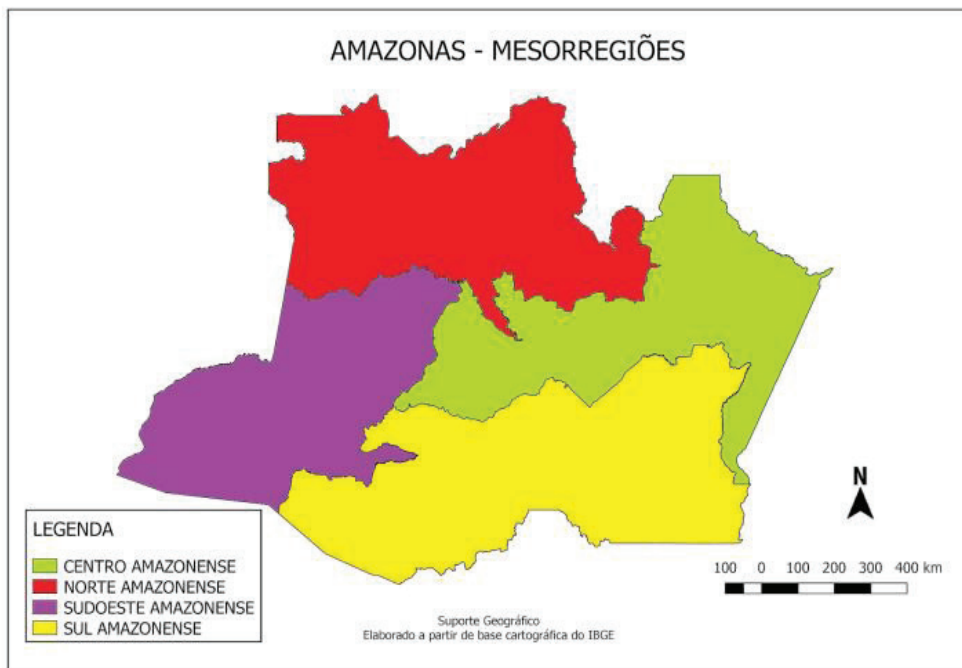 AMAZONAS - MESORREGIÕES
N
LEGENDA
CENTRO AMAZONENSE
NORTE AMAZONENSE
SUDOESTE AMAZONENSE
SUL AMAZONENSE
100 0 100 200 300 400 km
Suporte Geográfico
Elaborado a partir de base cartográfica do IBGE